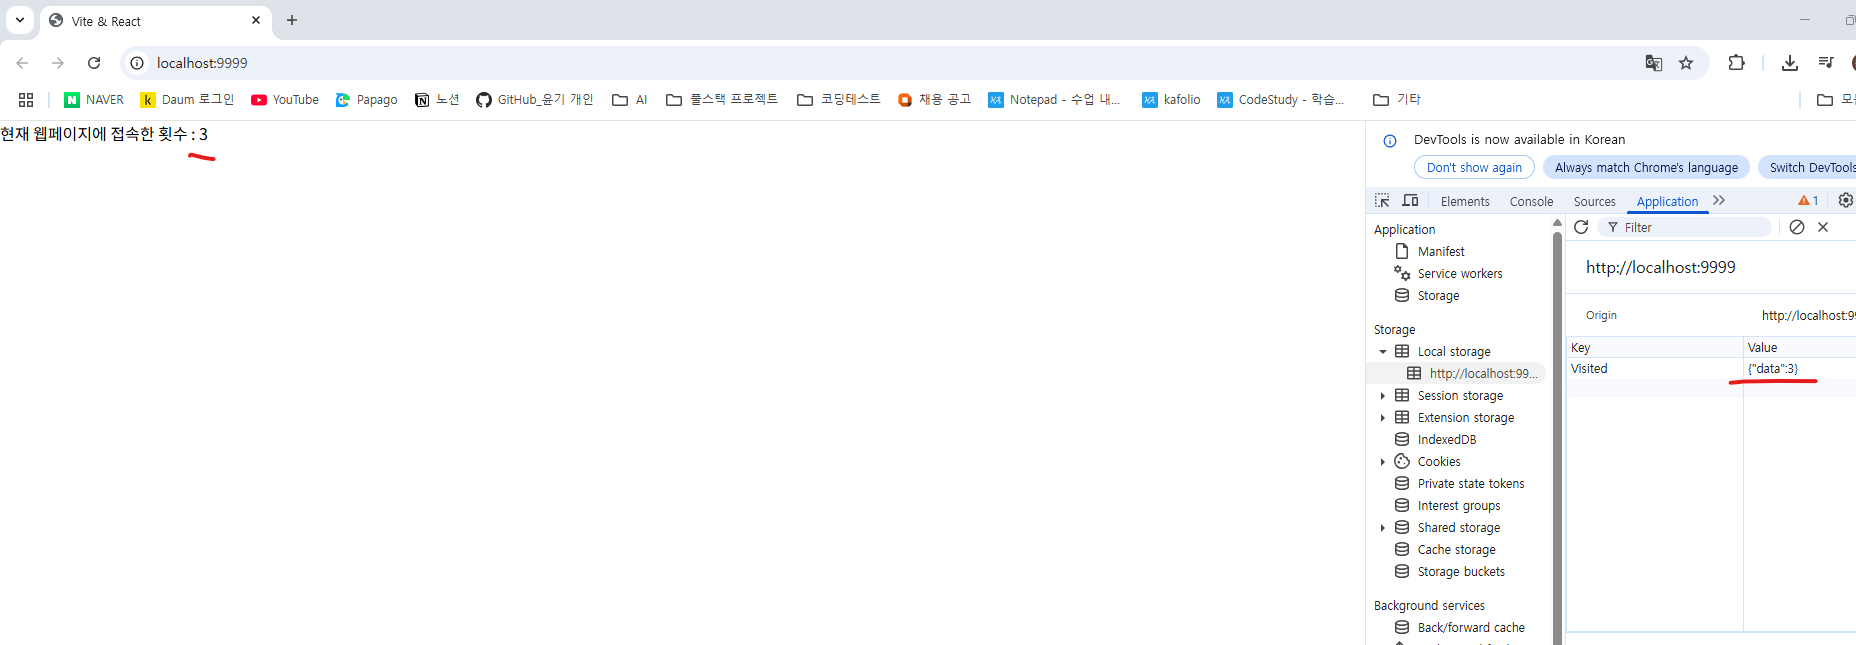 Vite & React
localhost:9999
NAVER Daum 로그인 YouTube Papago 노션 GitHub_윤기 개인 AI 풀스택 프로젝트 코딩테스트 채용 공고 Notepad - 수업 내... kafolio CodeStudy - 학습... 기타
현재 웹페이지에 접속한 횟수 : 3
DevTools is now available in Korean
Don't show again Always match Chrome's language Switch DevTools
Elements Console Sources Application 1
Application
Manifest
Service workers
Storage
Storage
Local storage
http://localhost:99...
Session storage
Extension storage
IndexedDB
Cookies
Private state tokens
Interest groups
Shared storage
Cache storage
Storage buckets
Background services
Back/forward cache
Filter
http://localhost:9999
Origin http://localhost:99
Key Value
Visited {"data":3}